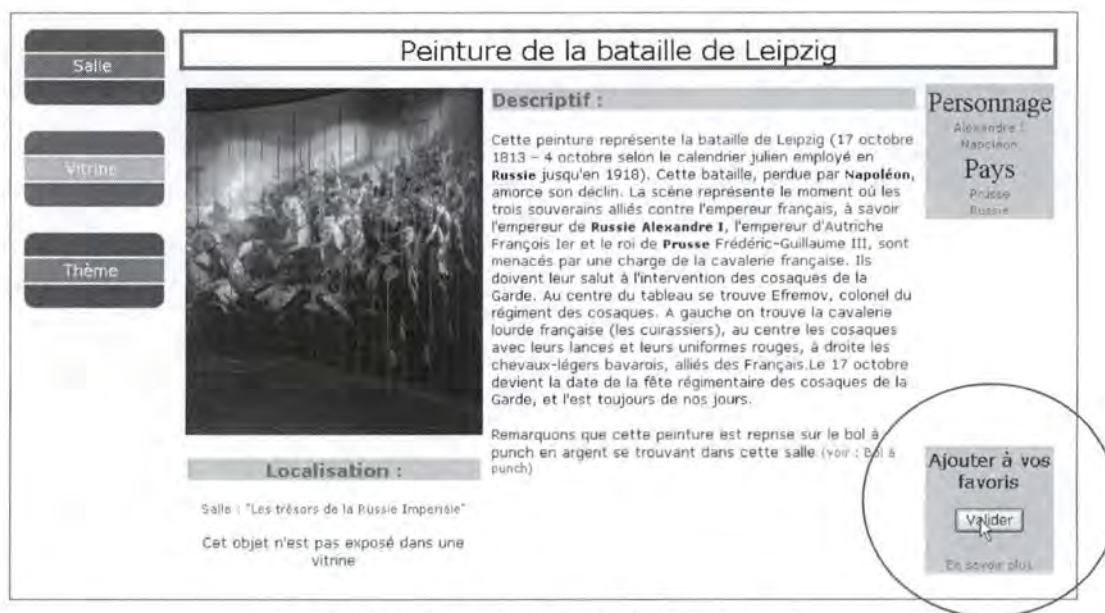 Peinture de la bataille de Leipzig
Salle
Vitrine
Thème
Descriptif :
Cette peinture représente la bataille de Leipzig (17 octobre
1813 - 4 octobre selon le calendrier julien employé en
Russie jusqu'en 1918). Cette bataille, perdue par Napoléon,
amorce son déclin. La scène représente le moment où les
trois souverains alliés contre l'empereur français, à savoir
l'empereur de Russie Alexandre I, l'empereur d'Autriche
François Ier et le roi de Prusse Frédéric-Guillaume III, sont
menacés par une charge de la cavalerie française. Ils
doivent leur salut à l'intervention des cosaques de la
Garde. Au centre du tableau se trouve Efremov, colonel du
régiment des cosaques. A gauche on trouve la cavalerie
lourde française (les cuirassiers), au centre les cosaques
avec leurs lances et leurs uniformes rouges, à droite les
chevaux-légers bavarois, alliés des Français.Le 17 octobre
devient la date de la fête régimentaire des cosaques de la
Garde, et l'est toujours de nos jours.
Remarquons que cette peinture est reprise sur le bol à
punch en argent se trouvant dans cette salle (voir : Bol à
punch)
Localisation :
Salle : "Les trésors de la Russie Imperiale"
Cet objet n'est pas exposé dans une
vitrine
Personnage
Alexandre I
Napoléon
Pays
Prusse
Russie
Ajouter à vos
favoris
Valider
En savoir plus